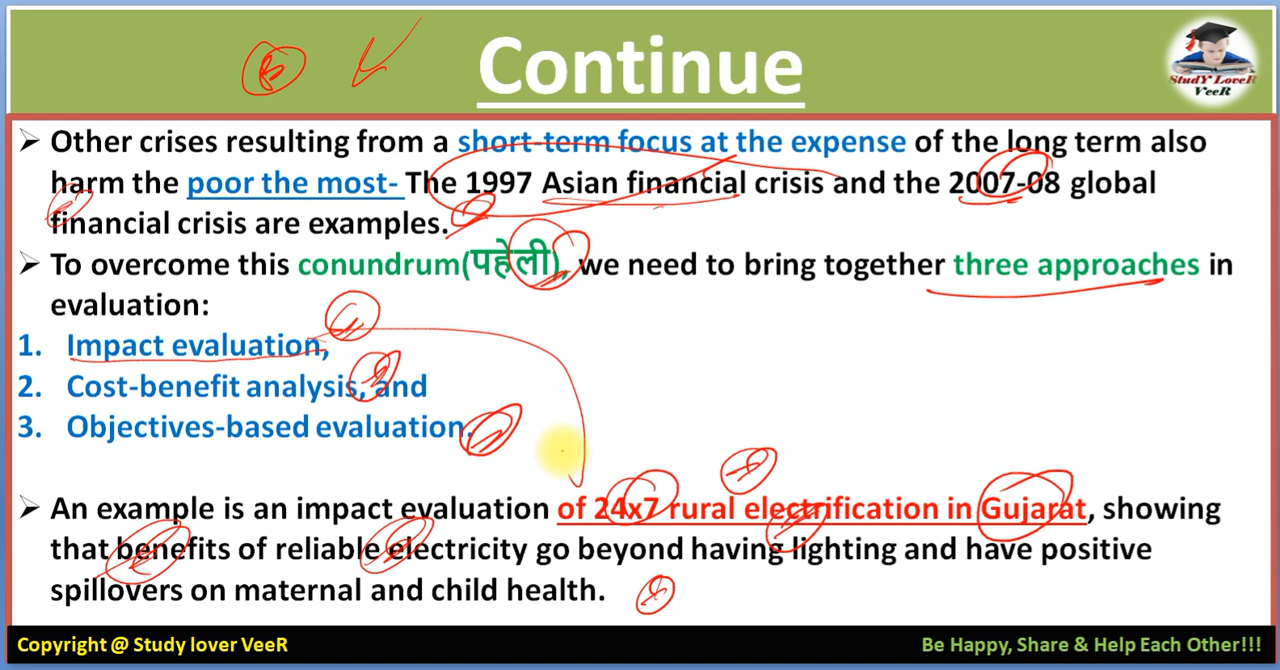 Continue
StudY LoveR
VeeR
➢ Other crises resulting from a short-term focus at the expense of the long term also
harm the poor the most- The 1997 Asian financial crisis and the 2007-08 global
financial crisis are examples.
➢ To overcome this conundrum(पहेली), we need to bring together three approaches in
evaluation:
1. Impact evaluation,
2. Cost-benefit analysis, and
3. Objectives-based evaluation.
➢ An example is an impact evaluation of 24x7 rural electrification in Gujarat, showing
that benefits of reliable electricity go beyond having lighting and have positive
spillovers on maternal and child health.
Copyright @ Study lover VeeR
Be Happy, Share & Help Each Other!!!